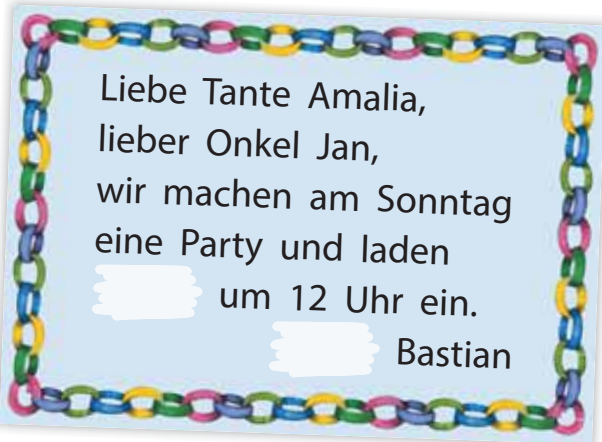 Liebe Tante Amalia,
lieber Onkel Jan,
wir machen am Sonntag
eine Party und laden
um 12 Uhr ein.
Bastian